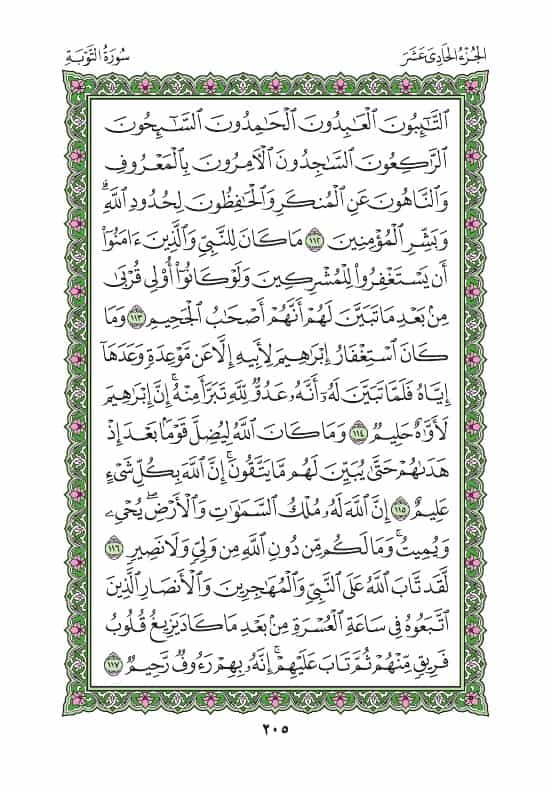 الجُزْءُ الحَادِي عَشَرَ سُورَةُ التَّوْبَةِ
ٱلتَّـٰٓئِبُونَ ٱلْعَـٰبِدُونَ ٱلْحَـٰمِدُونَ ٱلسَّـٰٓئِحُونَ
ٱلرَّٰكِعُونَ ٱلسَّـٰجِدُونَ ٱلْـَٔامِرُونَ بِٱلْمَعْرُوفِ
وَٱلنَّاهُونَ عَنِ ٱلْمُنكَرِ وَٱلْحَـٰفِظُونَ لِحُدُودِ ٱللَّهِۗ
وَبَشِّرِ ٱلْمُؤْمِنِينَ ١١٢ مَا كَانَ لِلنَّبِىِّ وَٱلَّذِينَ ءَامَنُوٓا۟
أَن يَسْتَغْفِرُوا۟ لِلْمُشْرِكِينَ وَلَوْ كَانُوٓا۟ أُو۟لِى قُرْبَىٰ
مِنۢ بَعْدِ مَا تَبَيَّنَ لَهُمْ أَنَّهُمْ أَصْحَـٰبُ ٱلْجَحِيمِ ١١٣ وَمَا
كَانَ ٱسْتِغْفَارُ إِبْرَٰهِيمَ لِأَبِيهِ إِلَّا عَن مَّوْعِدَةٍ وَعَدَهَآ
إِيَّاهُ فَلَمَّا تَبَيَّنَ لَهُۥٓ أَنَّهُۥ عَدُوٌّ لِّلَّهِ تَبَرَّأَ مِنْهُۚ إِنَّ إِبْرَٰهِيمَ
لَأَوَّٰهٌ حَلِيمٌ ١١٤ وَمَا كَانَ ٱللَّهُ لِيُضِلَّ قَوْمًۢا بَعْدَ إِذْ
هَدَىٰهُمْ حَتَّىٰ يُبَيِّنَ لَهُم مَّا يَتَّقُونَۚ إِنَّ ٱللَّهَ بِكُلِّ شَىْءٍ
عَلِيمٌ ١١٥ إِنَّ ٱللَّهَ لَهُۥ مُلْكُ ٱلسَّمَـٰوَٰتِ وَٱلْأَرْضِۖ يُحْىِۦ
وَيُمِيتُۚ وَمَا لَكُم مِّن دُونِ ٱللَّهِ مِن وَلِىٍّ وَلَا نَصِيرٍ ١١٦
لَّقَد تَّابَ ٱللَّهُ عَلَى ٱلنَّبِىِّ وَٱلْمُهَـٰجِرِينَ وَٱلْأَنصَارِ ٱلَّذِينَ
ٱتَّبَعُوهُ فِى سَاعَةِ ٱلْعُسْرَةِ مِنۢ بَعْدِ مَا كَادَ يَزِيغُ قُلُوبُ
فَرِيقٍ مِّنْهُمْ ثُمَّ تَابَ عَلَيْهِمْۚ إِنَّهُۥ بِهِمْ رَءُوفٌ رَّحِيمٌ ١١٧
٢٠٥